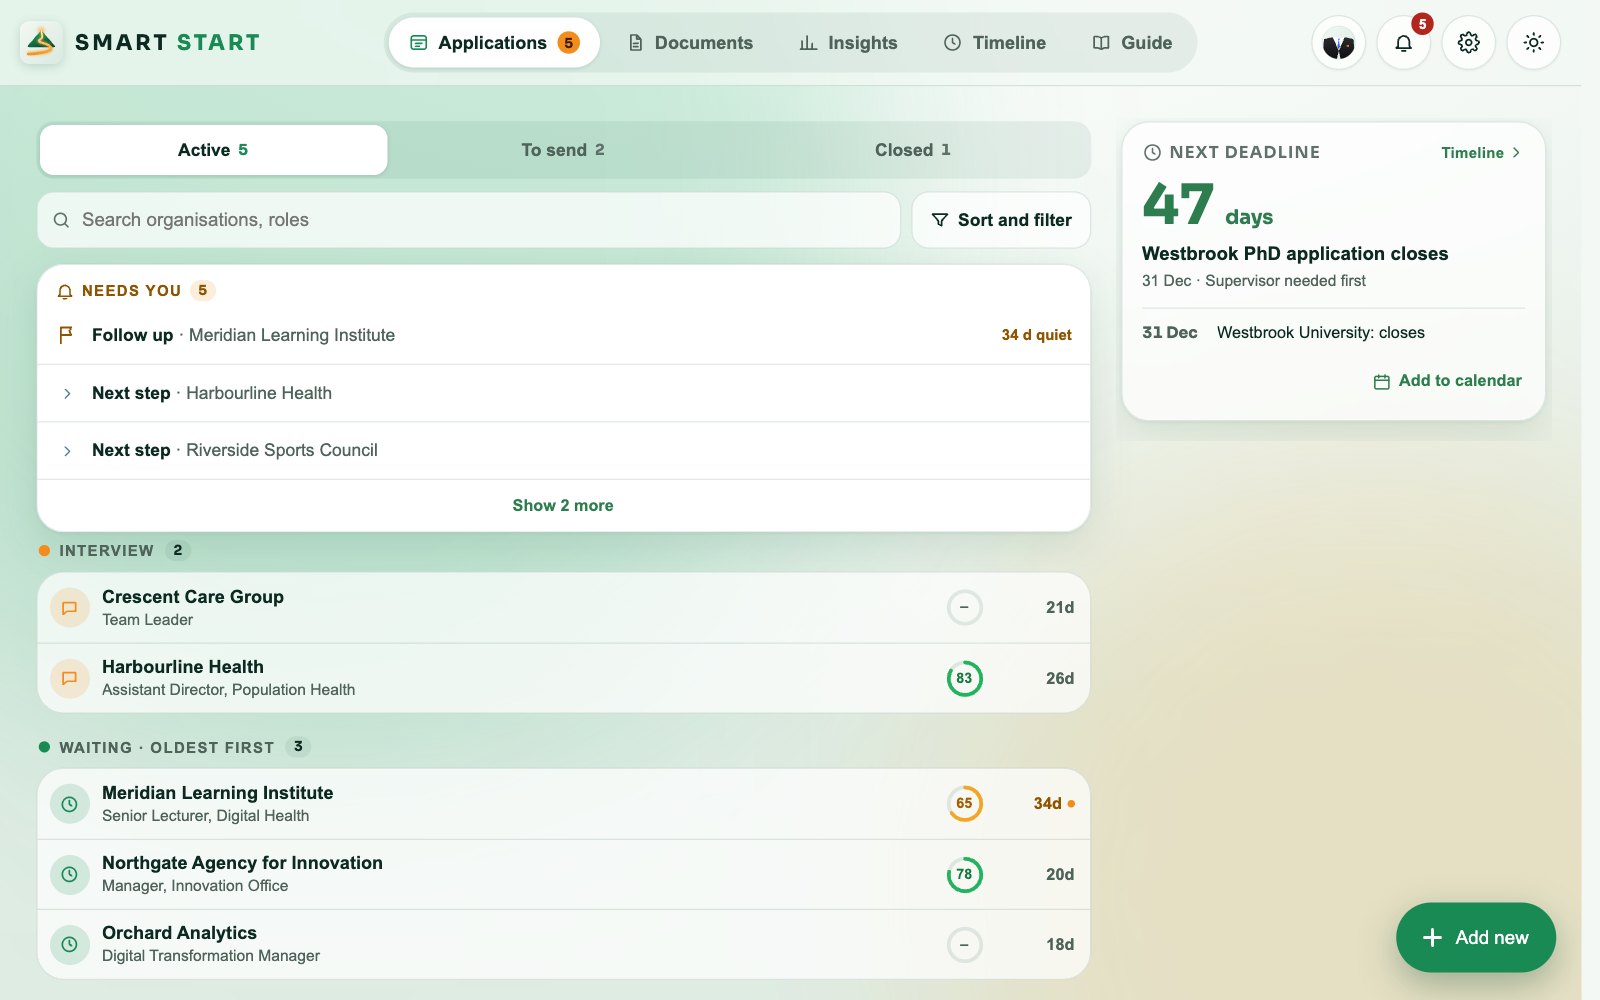 SMART START
Applications 5
Documents
Insights
Timeline
Guide
5
Active 5
To send 2
Closed 1
Search organisations, roles
Sort and filter
NEEDS YOU 5
Follow up · Meridian Learning Institute
34 d quiet
Next step · Harbourline Health
Next step · Riverside Sports Council
Show 2 more
INTERVIEW 2
Crescent Care Group
Team Leader
–
21d
Harbourline Health
Assistant Director, Population Health
83
26d
WAITING · OLDEST FIRST 3
Meridian Learning Institute
Senior Lecturer, Digital Health
65
34d
Northgate Agency for Innovation
Manager, Innovation Office
78
20d
Orchard Analytics
Digital Transformation Manager
–
18d
NEXT DEADLINE
Timeline
47 days
Westbrook PhD application closes
31 Dec · Supervisor needed first
31 Dec Westbrook University: closes
Add to calendar
Add new